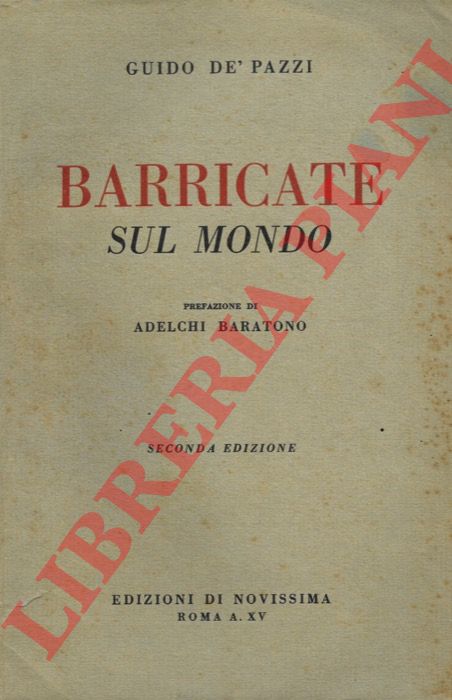 GUIDO DE' PAZZI
BARRICATE
SUL MONDO
PREFAZIONE DI
ADELCHI BARATONO
SECONDA EDIZIONE
EDIZIONI DI NOVISSIMA
ROMA A. XV
LIBRERIA PIANI